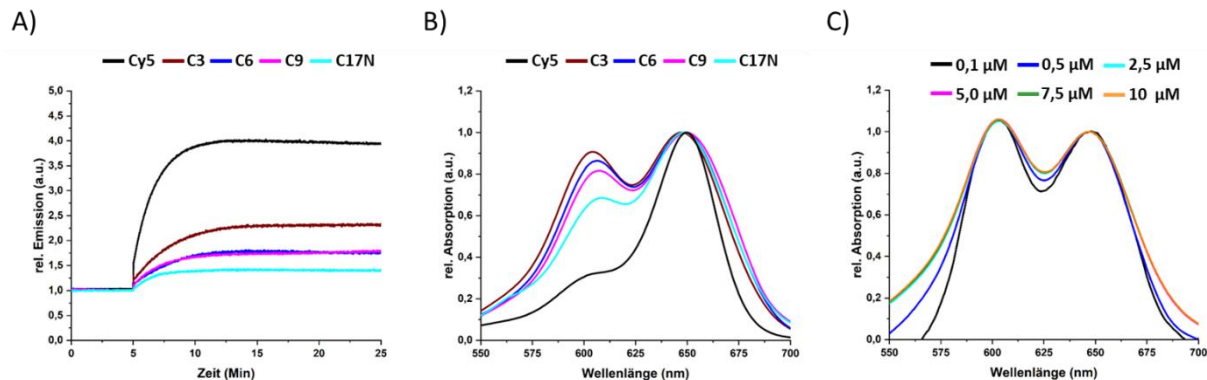 A)
Cy5 C3 C6 C9 C17N
rel. Emission (a.u.)
5,0
4,5
4,0
3,5
3,0
2,5
2,0
1,5
1,0
0,5
0,0
0 5 10 15 20 25
Zeit (Min)
B)
Cy5 C3 C6 C9 C17N
rel. Absorption (a.u.)
1,2
1,0
0,8
0,6
0,4
0,2
0,0
550 575 600 625 650 675 700
Wellenlänge (nm)
C)
0,1 µM 0,5 µM 2,5 µM
5,0 µM 7,5 µM 10 µM
rel. Absorption (a.u.)
1,2
1,0
0,8
0,6
0,4
0,2
0,0
550 575 600 625 650 675 700
Wellenlänge (nm)